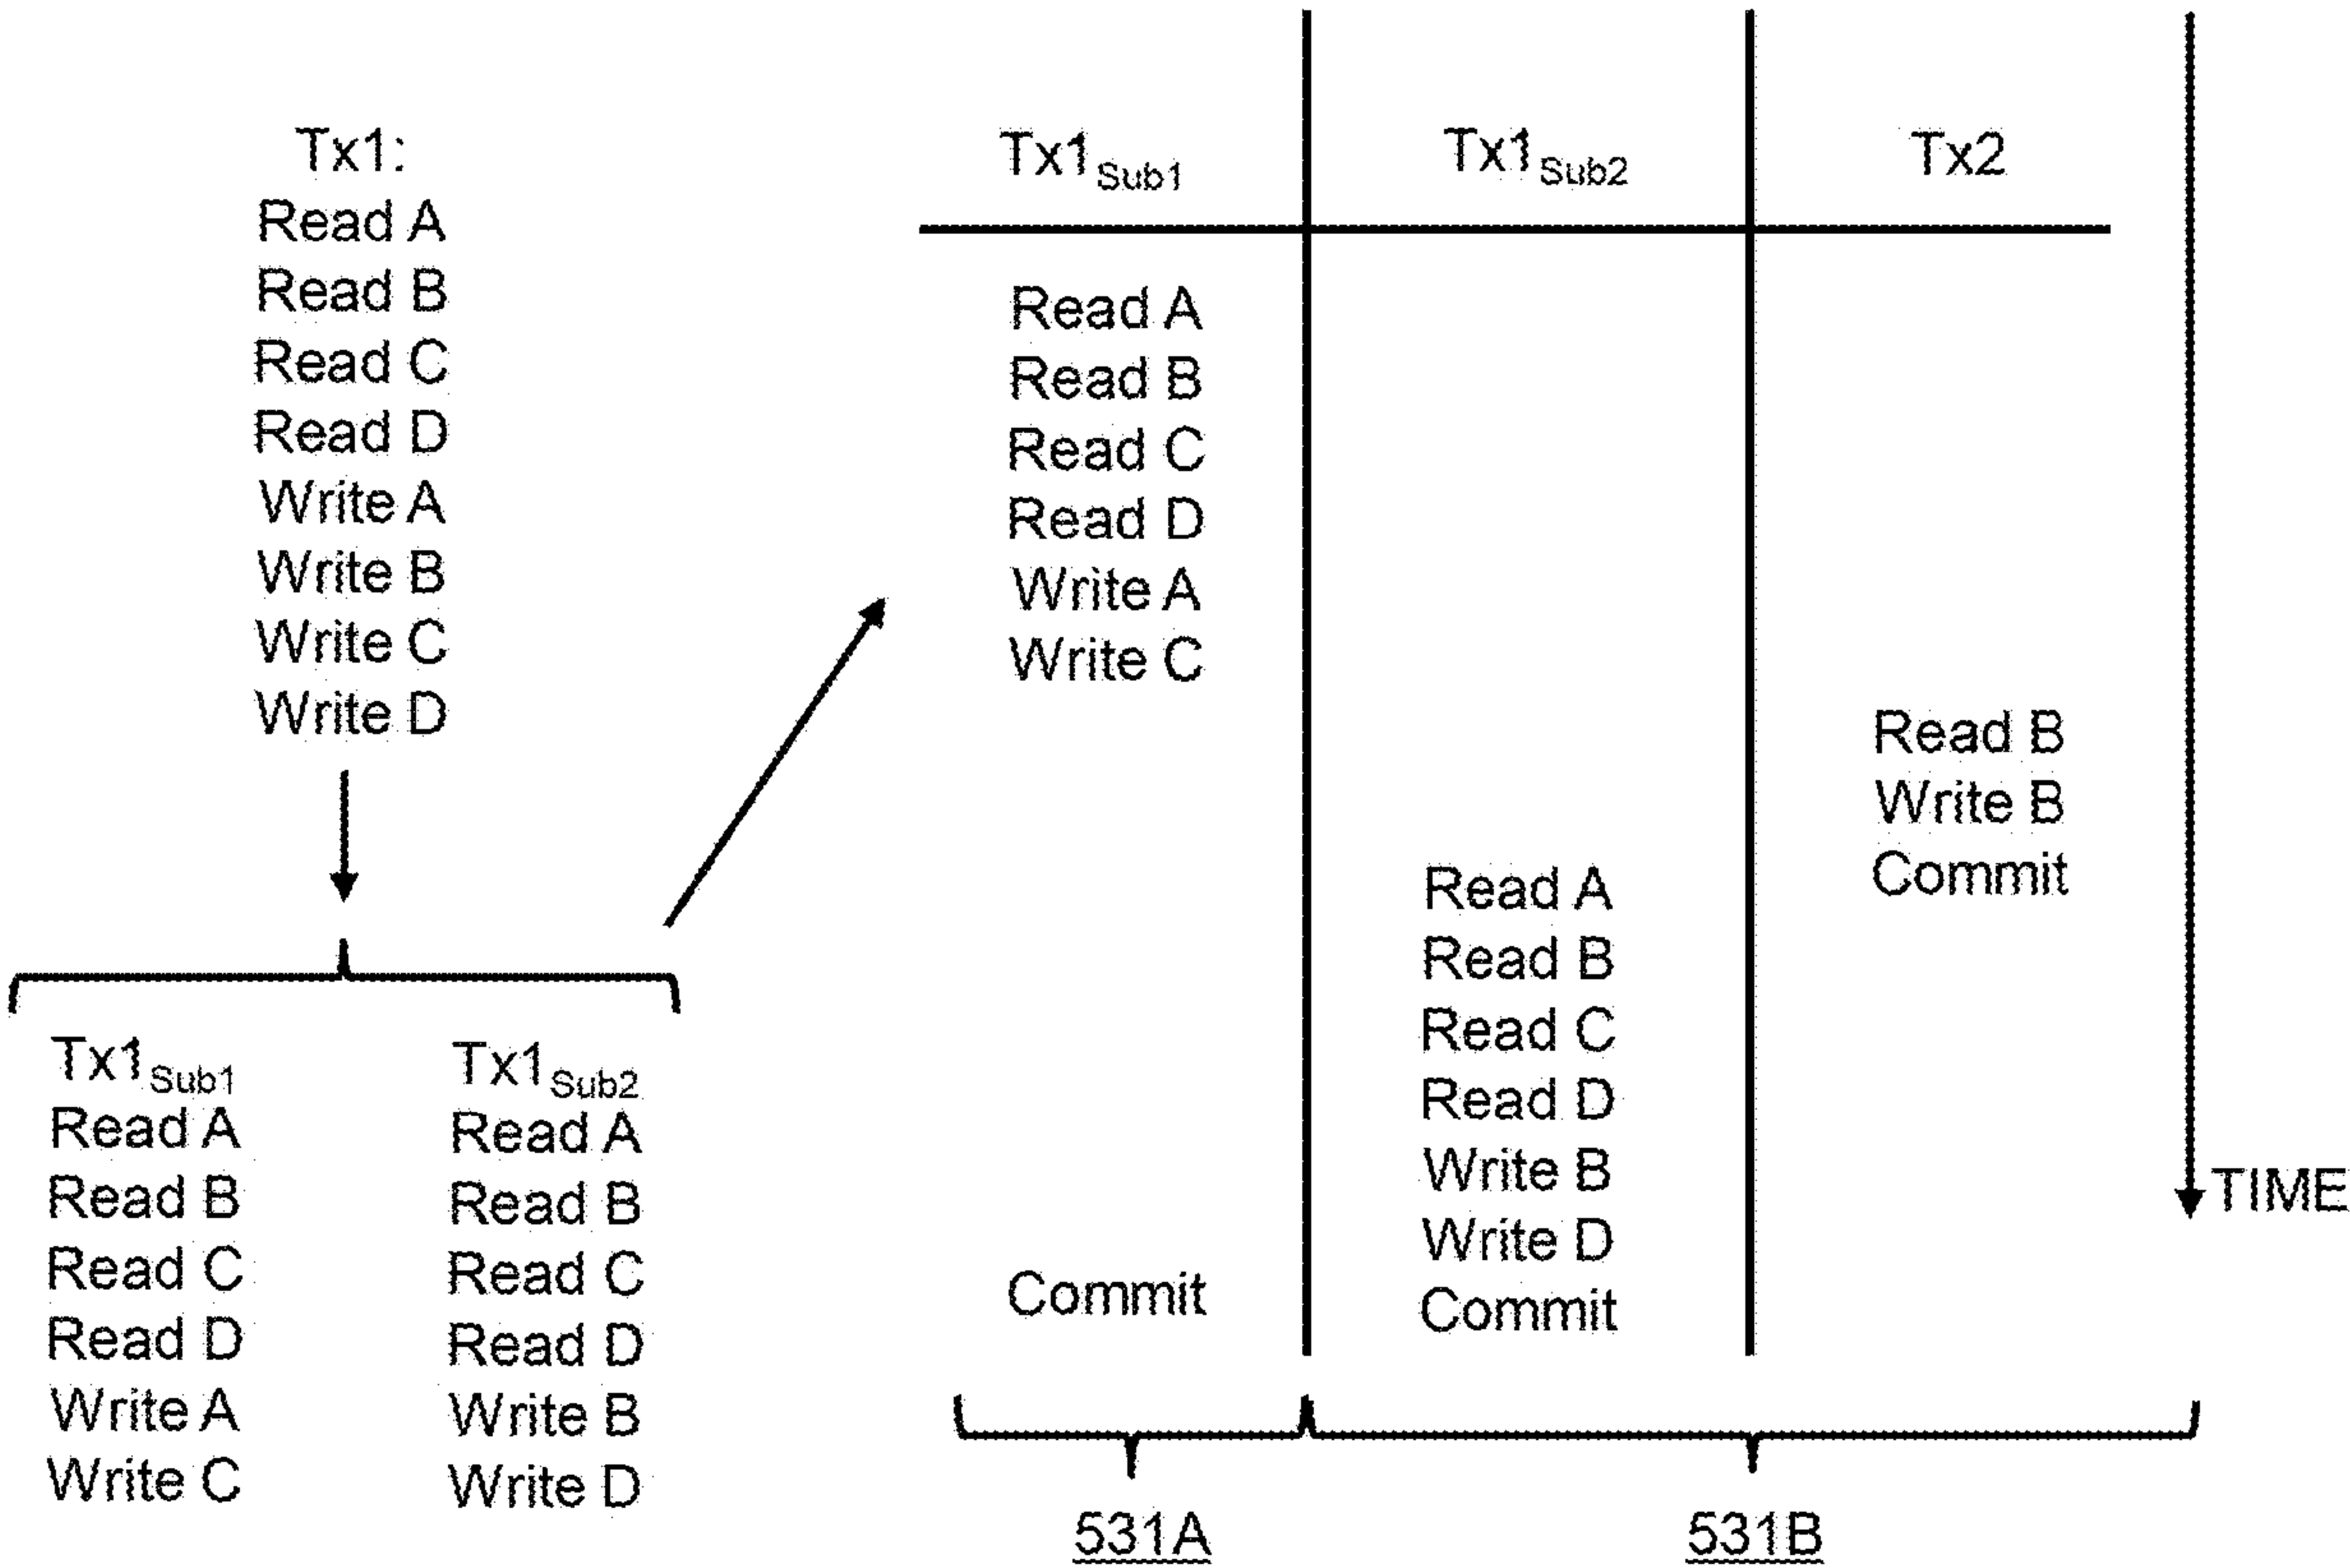 Tx1:
Read A
Read B
Read C
Read D
Write A
Write B
Write C
Write D
Tx1Sub1
Read A
Read B
Read C
Read D
Write A
Write C
Tx1Sub2
Read A
Read B
Read C
Read D
Write B
Write D
Tx1Sub1
Read A
Read B
Read C
Read D
Write A
Write C
Commit
Tx1Sub2
Read A
Read B
Read C
Read D
Write B
Write D
Commit
Tx2
Read B
Write B
Commit
TIME
531A
531B